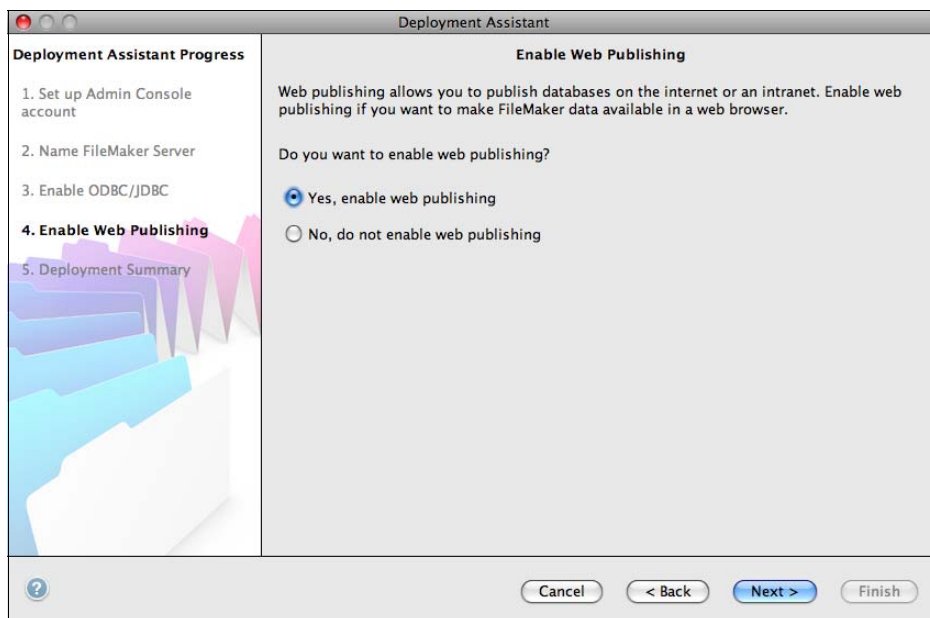 Deployment Assistant
Deployment Assistant Progress
1. Set up Admin Console
account
2. Name FileMaker Server
3. Enable ODBC/JDBC
4. Enable Web Publishing
5. Deployment Summary
Enable Web Publishing
Web publishing allows you to publish databases on the internet or an intranet. Enable web
publishing if you want to make FileMaker data available in a web browser.
Do you want to enable web publishing?
Yes, enable web publishing
No, do not enable web publishing
?
Cancel
< Back
Next >
Finish